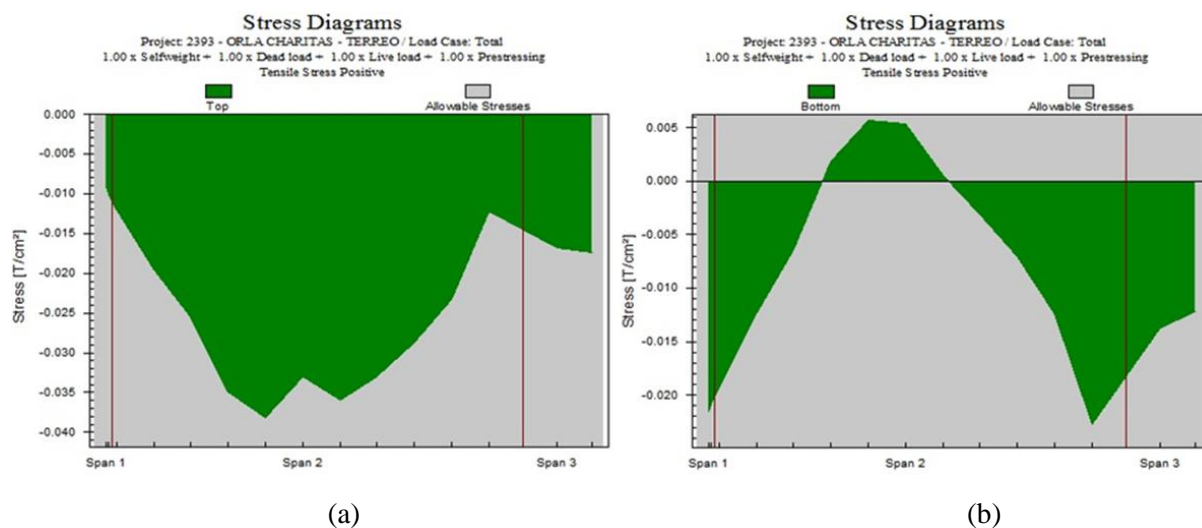 Stress Diagrams
Project: 2393 - ORLA CHARITAS - TERREO / Load Case: Total
1.00 x Selfweight + 1.00 x Dead load + 1.00 x Live load + 1.00 x Prestressing
Tensile Stress Positive
Top Allowable Stresses
0.000
-0.005
-0.010
-0.015
-0.020
-0.025
-0.030
-0.035
-0.040
Stress [T/cm²]
Span 1 Span 2 Span 3
(a)
Stress Diagrams
Project: 2393 - ORLA CHARITAS - TERREO / Load Case: Total
1.00 x Selfweight + 1.00 x Dead load + 1.00 x Live load + 1.00 x Prestressing
Tensile Stress Positive
Bottom Allowable Stresses
0.005
0.000
-0.005
-0.010
-0.015
-0.020
Stress [T/cm²]
Span 1 Span 2 Span 3
(b)